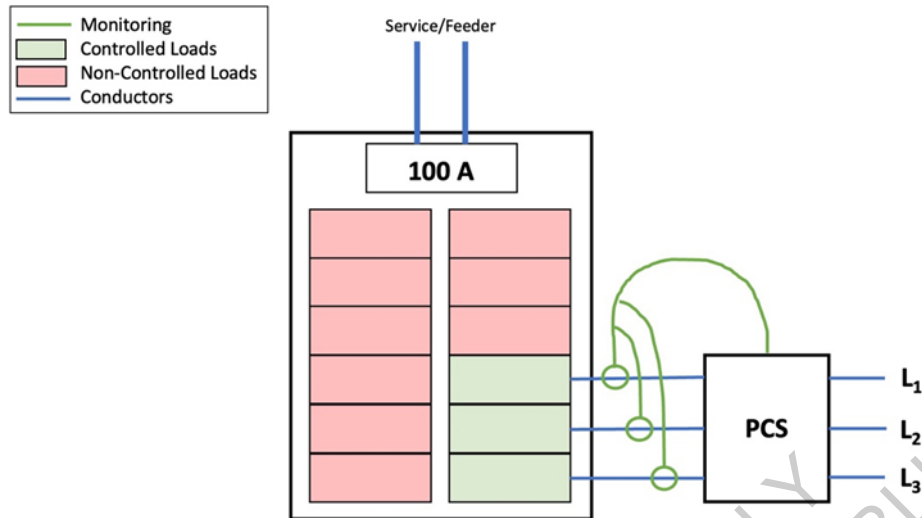 Monitoring
Controlled Loads
Non-Controlled Loads
Conductors
Service/Feeder
100 A
PCS
L₁
L₂
L₃